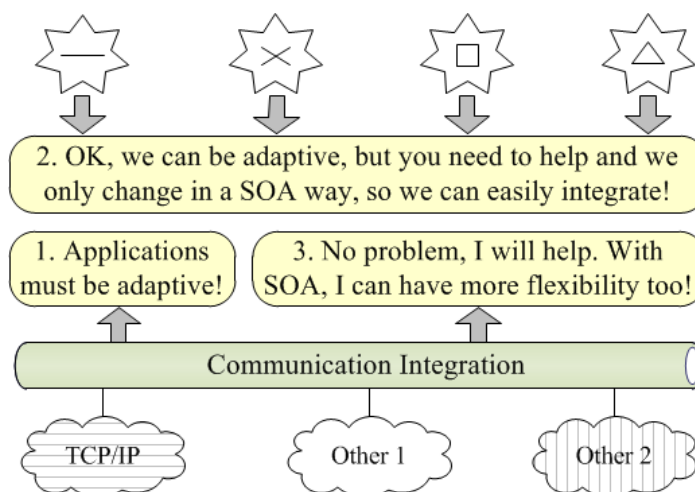 2. OK, we can be adaptive, but you need to help and we
only change in a SOA way, so we can easily integrate!
1. Applications
must be adaptive!
3. No problem, I will help. With
SOA, I can have more flexibility too!
Communication Integration
TCP/IP
Other 1
Other 2